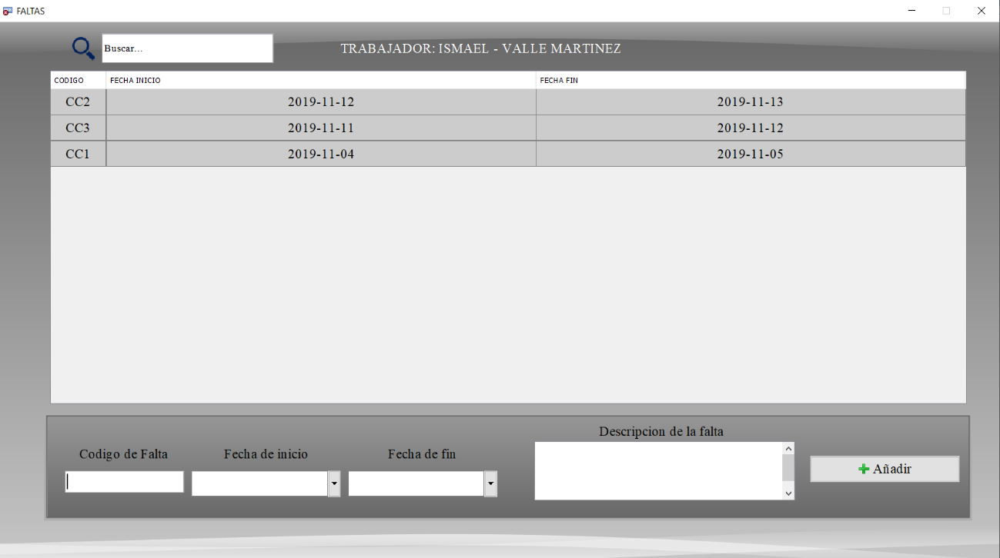 FALTAS
Buscar...
TRABAJADOR: ISMAEL - VALLE MARTINEZ
CODIGO FECHA INICIO FECHA FIN
CC2 2019-11-12 2019-11-13
CC3 2019-11-11 2019-11-12
CC1 2019-11-04 2019-11-05
Descripcion de la falta
Codigo de Falta Fecha de inicio Fecha de fin
Añadir